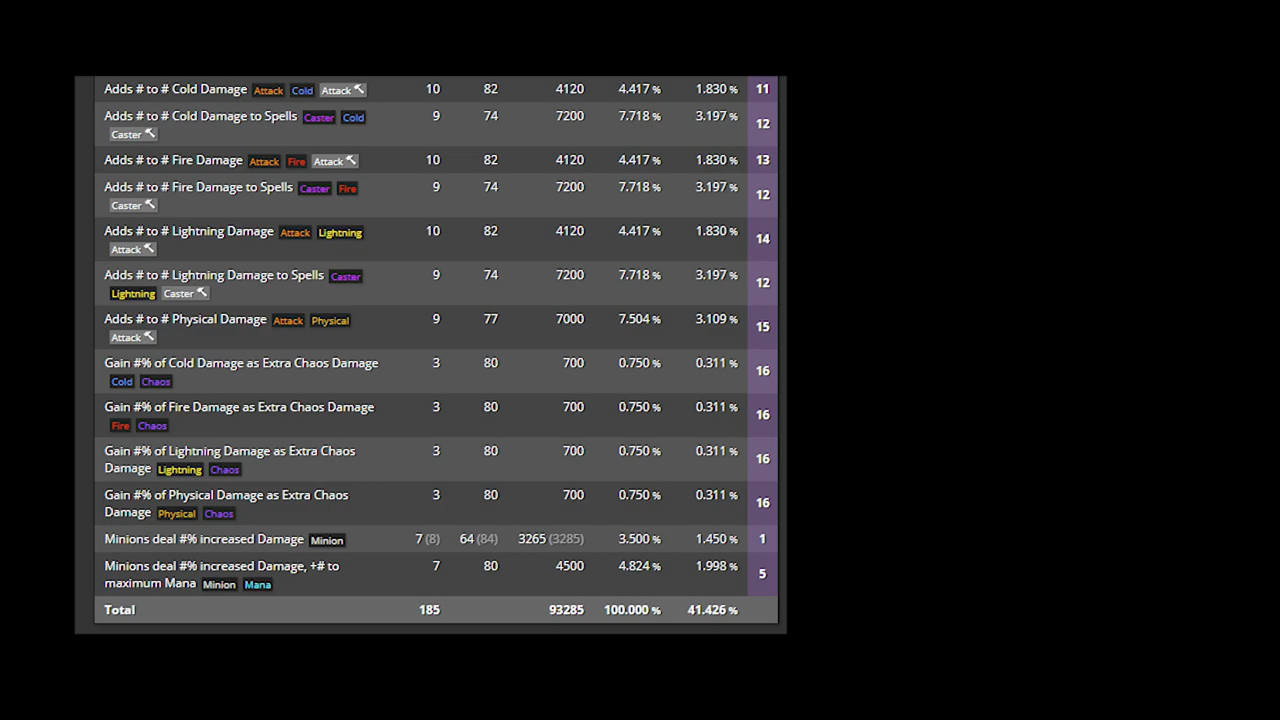 Adds # to # Cold Damage Attack Cold Attack 10 82 4120 4.417 % 1.830 % 11
Adds # to # Cold Damage to Spells Caster Cold 9 74 7200 7.718 % 3.197 % 12
Caster
Adds # to # Fire Damage Attack Fire Attack 10 82 4120 4.417 % 1.830 % 13
Adds # to # Fire Damage to Spells Caster Fire 9 74 7200 7.718 % 3.197 % 12
Caster
Adds # to # Lightning Damage Attack Lightning 10 82 4120 4.417 % 1.830 % 14
Attack
Adds # to # Lightning Damage to Spells Caster 9 74 7200 7.718 % 3.197 % 12
Lightning Caster
Adds # to # Physical Damage Attack Physical 9 77 7000 7.504 % 3.109 % 15
Attack
Gain #% of Cold Damage as Extra Chaos Damage 3 80 700 0.750 % 0.311 % 16
Cold Chaos
Gain #% of Fire Damage as Extra Chaos Damage 3 80 700 0.750 % 0.311 % 16
Fire Chaos
Gain #% of Lightning Damage as Extra Chaos 3 80 700 0.750 % 0.311 % 16
Damage Lightning Chaos
Gain #% of Physical Damage as Extra Chaos 3 80 700 0.750 % 0.311 % 16
Damage Physical Chaos
Minions deal #% increased Damage Minion 7 (8) 64 (84) 3265 (3285) 3.500 % 1.450 % 1
Minions deal #% increased Damage, +# to 7 80 4500 4.824 % 1.998 % 5
maximum Mana Minion Mana
Total 185 93285 100.000 % 41.426 %